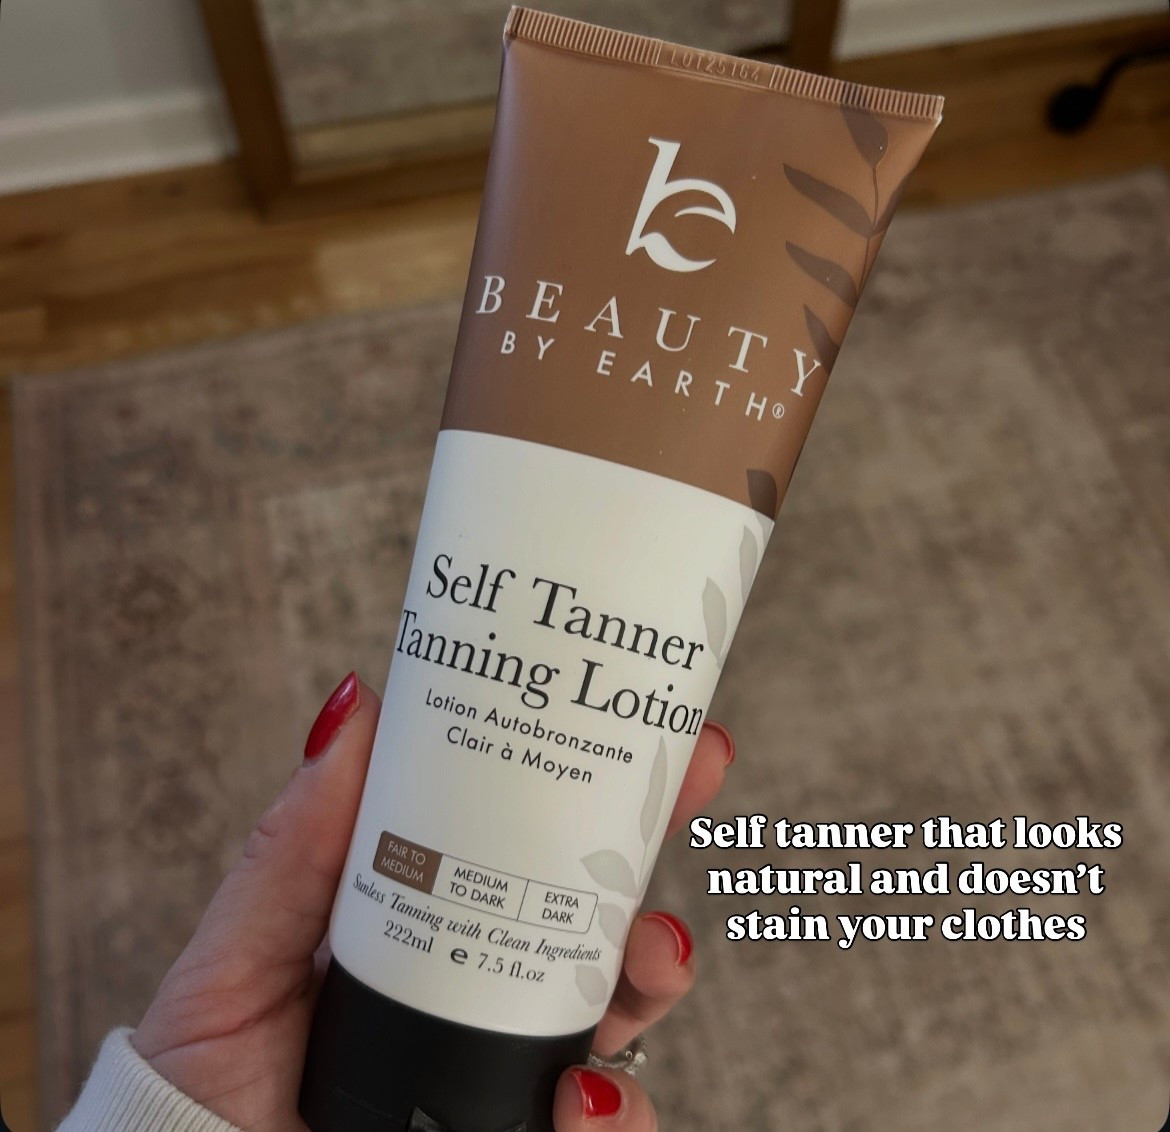 LOT25164
be
BEAUTY
BY EARTH®
Self Tanner
Tanning Lotion
Lotion Autobronzante
Clair à Moyen
FAIR TO
MEDIUM
MEDIUM
TO DARK
EXTRA
DARK
Sunless Tanning with Clean Ingredients
222ml e 7.5 fl.oz
Self tanner that looks
natural and doesn’t
stain your clothes